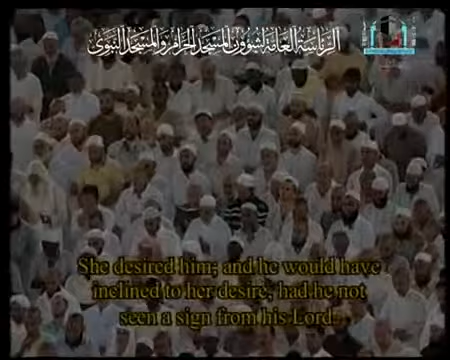 الرئاسة العامة لشؤون المسجد الحرام والمسجد النبوي
She desired him; and he would have
inclined to her desire, had he not
seen a sign from his Lord.